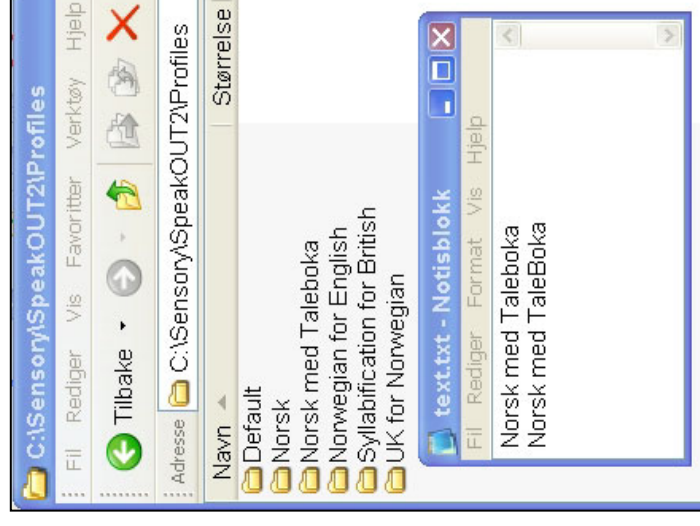 C:\Sensory\SpeakOUT2\Profiles
Fil Rediger Vis Favoritter Verktøy Hjelp
Tilbake
Adresse C:\Sensory\SpeakOUT2\Profiles
Navn Størrelse
Default
Norsk
Norsk med Taleboka
Norwegian for English
Syllabification for British
UK for Norwegian
text.txt - Notisblokk
Fil Rediger Format Vis Hjelp
Norsk med Taleboka
Norsk med TaleBoka